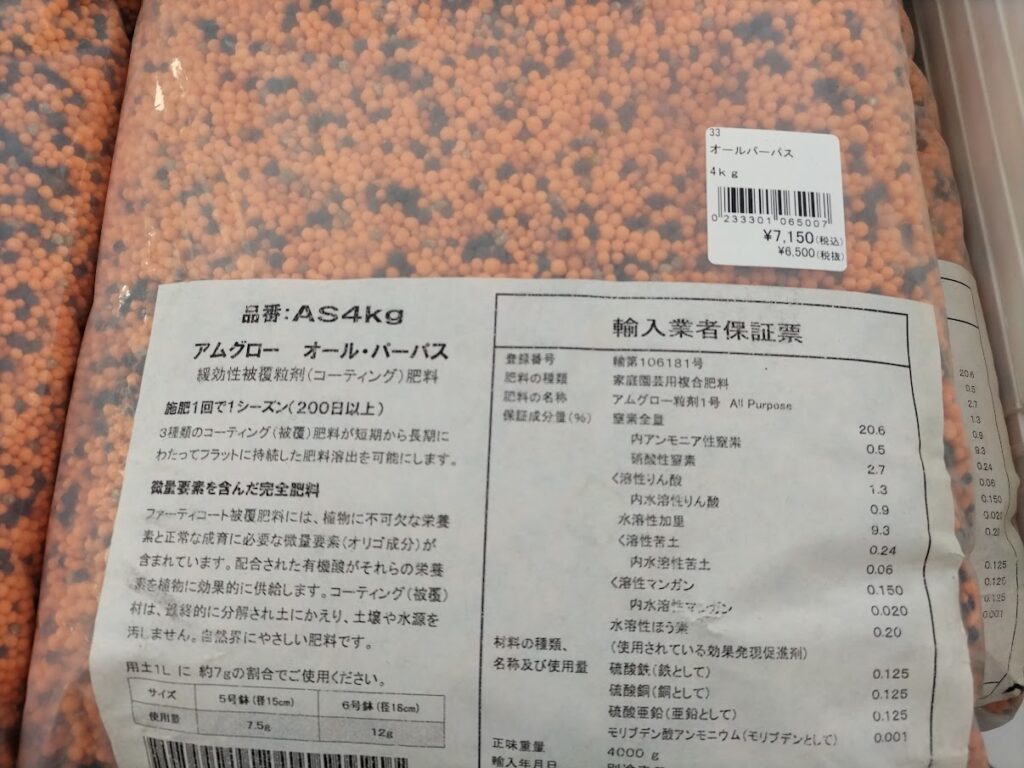 33
オールパーパス
4kg
0 233301 065007
¥7,150(税込)
¥6,500(税抜)
品番:AS4kg
アムグロー オール・パーパス
緩効性被覆粒剤(コーティング)肥料
施肥1回で1シーズン(200日以上)
3種類のコーティング(被覆)肥料が短期から長期に
わたってフラットに持続した肥料溶出を可能にします。
微量要素を含んだ完全肥料
ファーティコート被覆肥料には、植物に不可欠な栄養
素と正常な成育に必要な微量要素(オリゴ成分)が
含まれています。配合された有機酸がそれらの栄養
素を植物に効果的に供給します。コーティング(被覆)
材は、最終的に分解され土にかえり、土壌や水源を
汚しません。自然界にやさしい肥料です。
用土1Lに 約7gの割合でご使用ください。
サイズ 5号鉢(径15cm) 6号鉢(径18cm)
使用量 7.5g 12g
輸入業者保証票
登録番号 輸第106181号
肥料の種類 家庭園芸用複合肥料
肥料の名称 アムグロー粒剤1号 All Purpose
保証成分量(%) 窒素全量 20.6
内アンモニア性窒素 0.5
硝酸性窒素 2.7
く溶性りん酸 1.3
内水溶性りん酸 0.9
水溶性加里 9.3
く溶性苦土 0.24
内水溶性苦土 0.06
く溶性マンガン 0.150
内水溶性マンガン 0.020
水溶性ほう素 0.20
材料の種類、 (使用されている効果発現促進剤)
名称及び使用量 硫酸鉄(鉄として) 0.125
硫酸銅(銅として) 0.125
硫酸亜鉛(亜鉛として) 0.125
モリブデン酸アンモニウム(モリブデンとして) 0.001
正味重量 4000g
輸入年月日
20.6
0.5
2.7
1.3
0.9
9.3
0.24
0.06
0.150
0.020
0.20
0.125
0.125
0.125
0.001